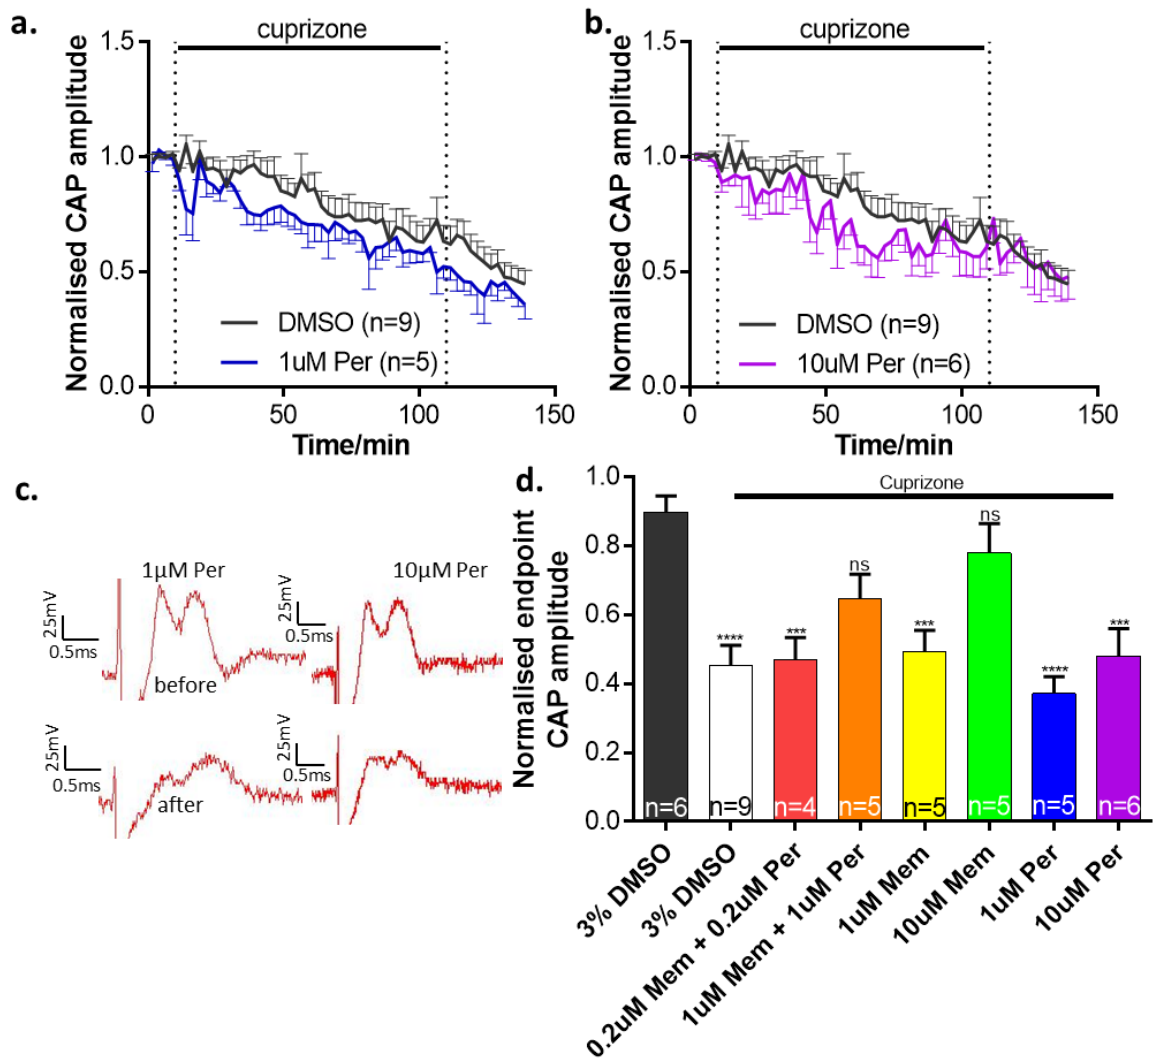 a.
cuprizone
Normalised CAP amplitude
1.5
1.0
0.5
0.0
DMSO (n=9)
1uM Per (n=5)
0
50
100
150
Time/min
b.
cuprizone
Normalised CAP amplitude
1.5
1.0
0.5
0.0
DMSO (n=9)
10uM Per (n=6)
0
50
100
150
Time/min
c.
1µM Per
25mV
0.5ms
before
10µM Per
25mV
0.5ms
25mV
0.5ms
after
25mV
0.5ms
d.
Cuprizone
Normalised endpoint
CAP amplitude
1.0
0.8
0.6
0.4
0.2
0.0
****
***
ns
***
ns
****
***
n=6
n=9
n=4
n=5
n=5
n=5
n=5
n=6
3% DMSO
3% DMSO
0.2uM Mem + 0.2uM Per
1uM Mem + 1uM Per
1uM Mem
10uM Mem
1uM Per
10uM Per